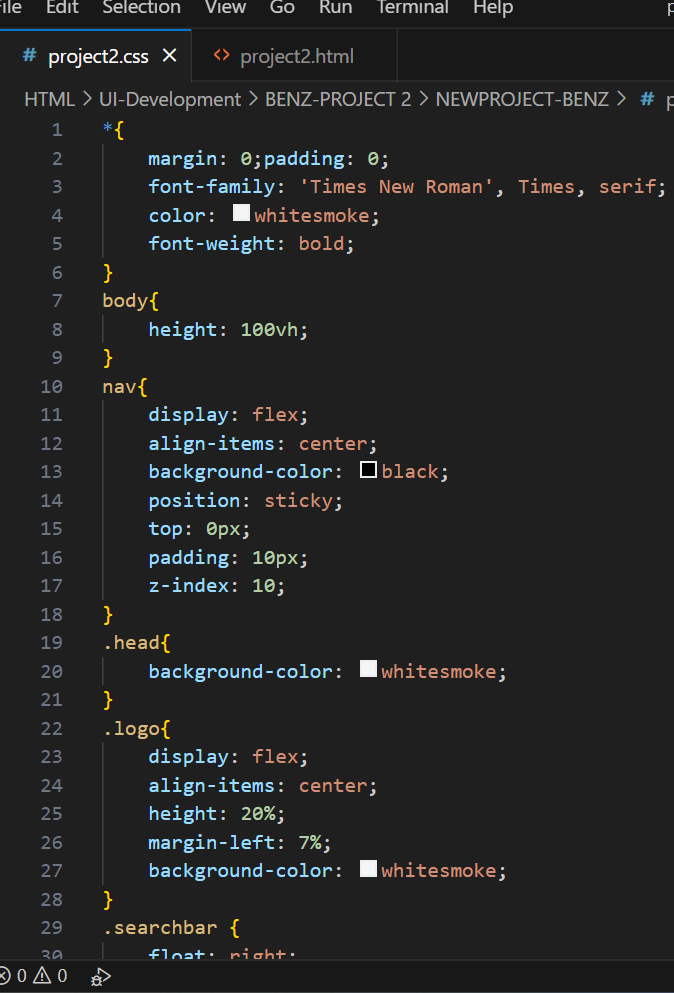 File Edit Selection View Go Run Terminal Help
# project2.css × <> project2.html
HTML > UI-Development > BENZ-PROJECT 2 > NEWPROJECT-BENZ > #
1 *{
2 margin: 0;padding: 0;
3 font-family: 'Times New Roman', Times, serif;
4 color: whitesmoke;
5 font-weight: bold;
6 }
7 body{
8 height: 100vh;
9 }
10 nav{
11 display: flex;
12 align-items: center;
13 background-color: black;
14 position: sticky;
15 top: 0px;
16 padding: 10px;
17 z-index: 10;
18 }
19 .head{
20 background-color: whitesmoke;
21 }
22 .logo{
23 display: flex;
24 align-items: center;
25 height: 20%;
26 margin-left: 7%;
27 background-color: whitesmoke;
28 }
29 .searchbar {
30 float: right;
0 0